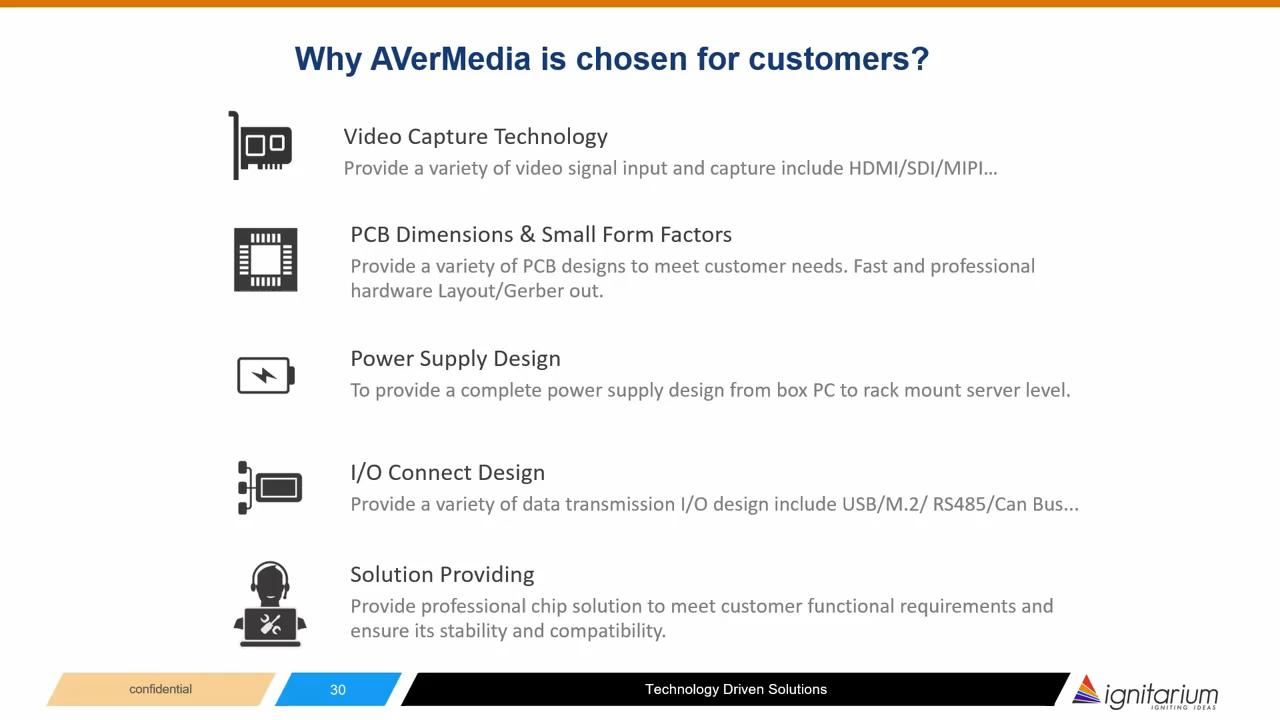 Why AVerMedia is chosen for customers?
Video Capture Technology
Provide a variety of video signal input and capture include HDMI/SDI/MIPI...
PCB Dimensions & Small Form Factors
Provide a variety of PCB designs to meet customer needs. Fast and professional
hardware Layout/Gerber out.
Power Supply Design
To provide a complete power supply design from box PC to rack mount server level.
I/O Connect Design
Provide a variety of data transmission I/O design include USB/M.2/ RS485/Can Bus...
Solution Providing
Provide professional chip solution to meet customer functional requirements and
ensure its stability and compatibility.
confidential
30
Technology Driven Solutions
ignitarium
IGNITING IDEAS